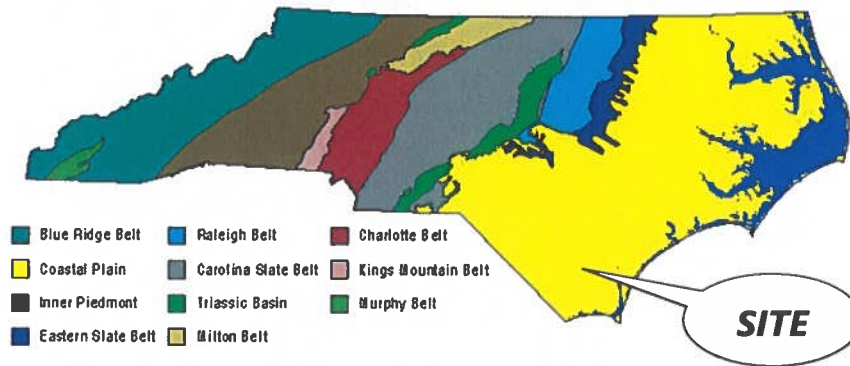 Blue Ridge Belt
Raleigh Belt
Charlotte Belt
Coastal Plain
Carolina Slate Belt
Kings Mountain Belt
Inner Piedmont
Triassic Basin
Murphy Belt
Eastern Slate Belt
Milton Belt
SITE